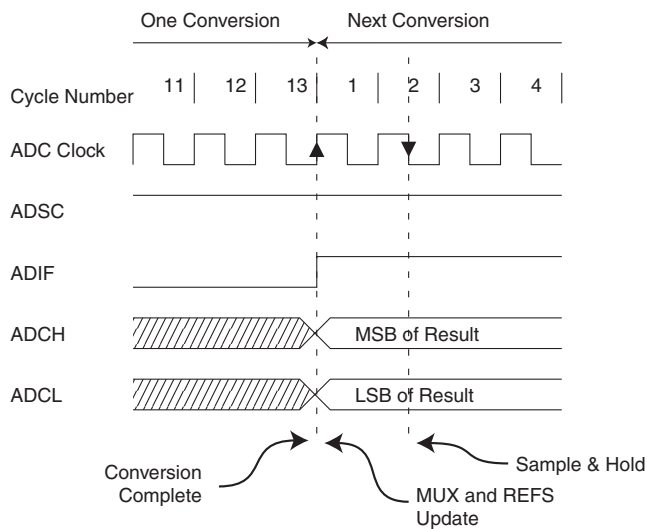 One Conversion Next Conversion
Cycle Number 11 12 13 1 2 3 4
ADC Clock
ADSC
ADIF
ADCH MSB of Result
ADCL LSB of Result
Conversion
Complete
MUX and REFS
Update
Sample & Hold